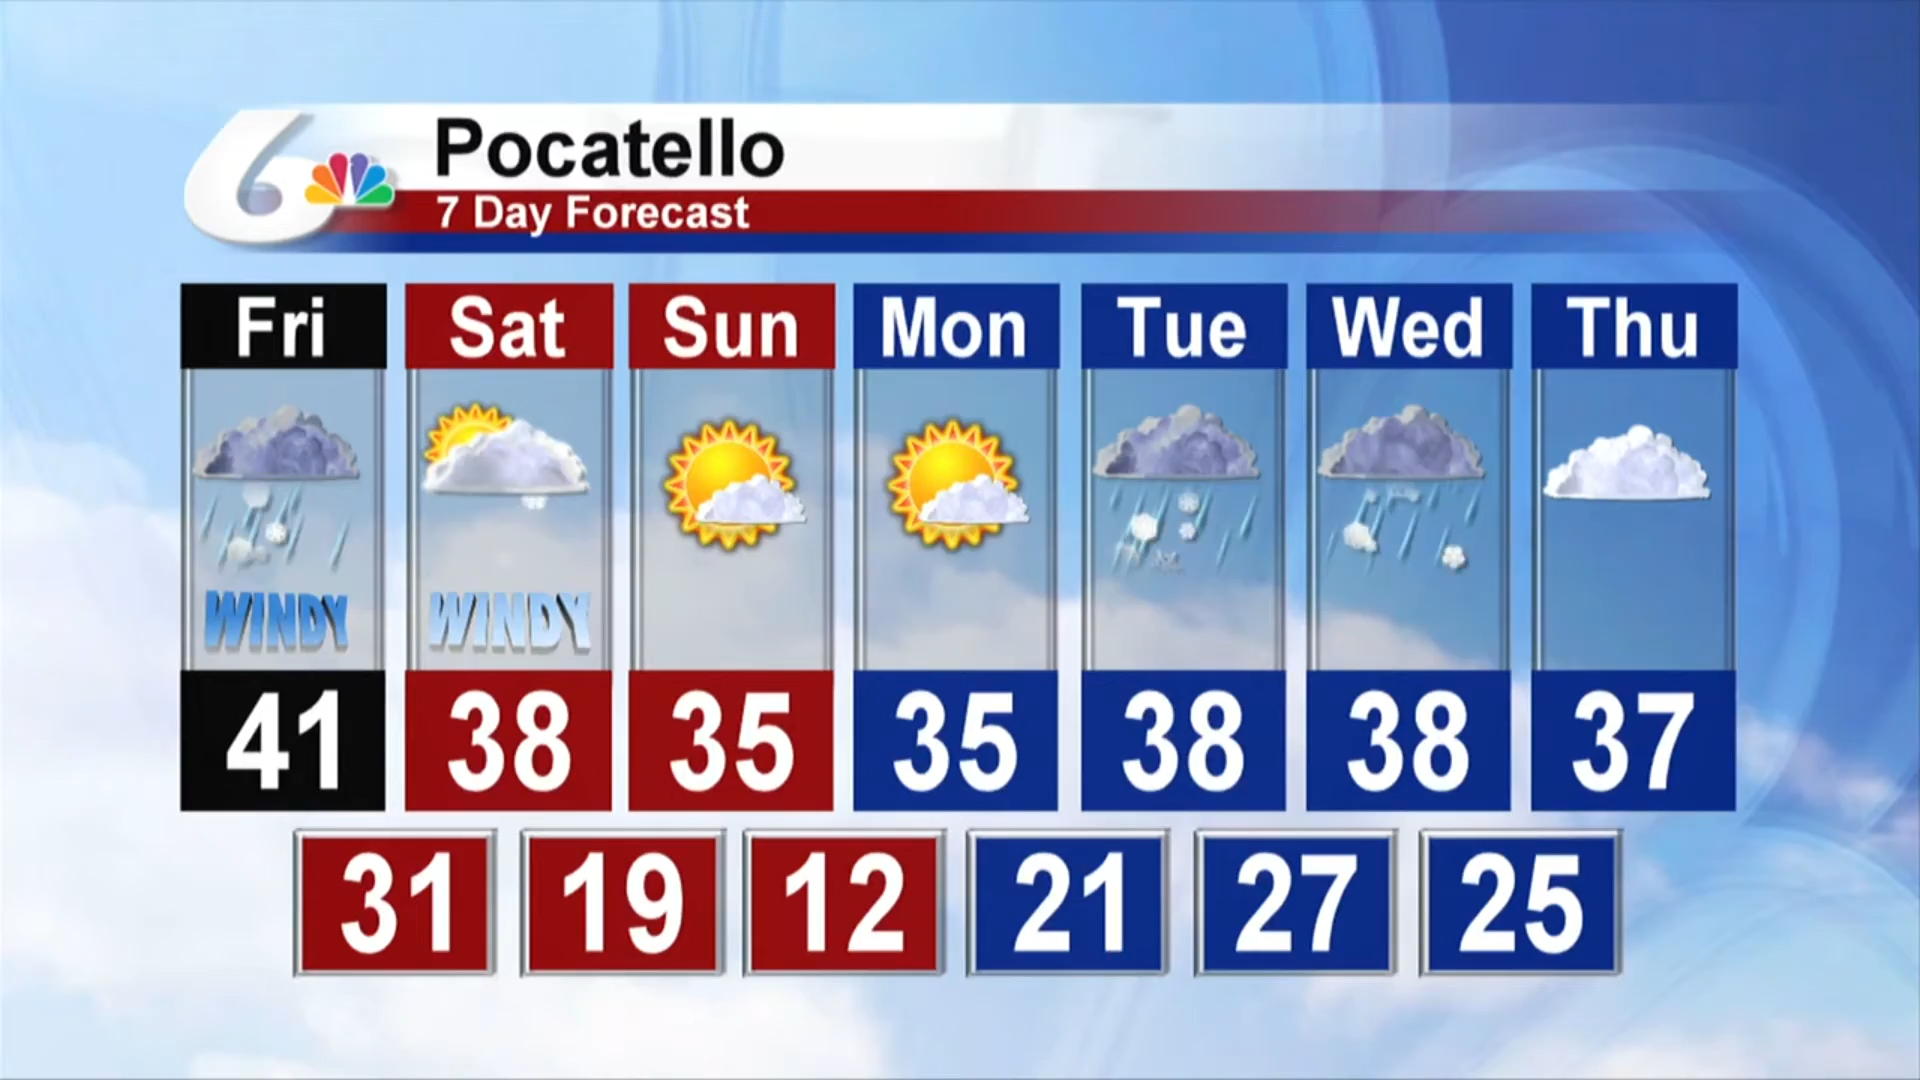 6
Pocatello
7 Day Forecast
Fri Sat Sun Mon Tue Wed Thu
WINDY WINDY
41 38 35 35 38 38 37
31 19 12 21 27 25